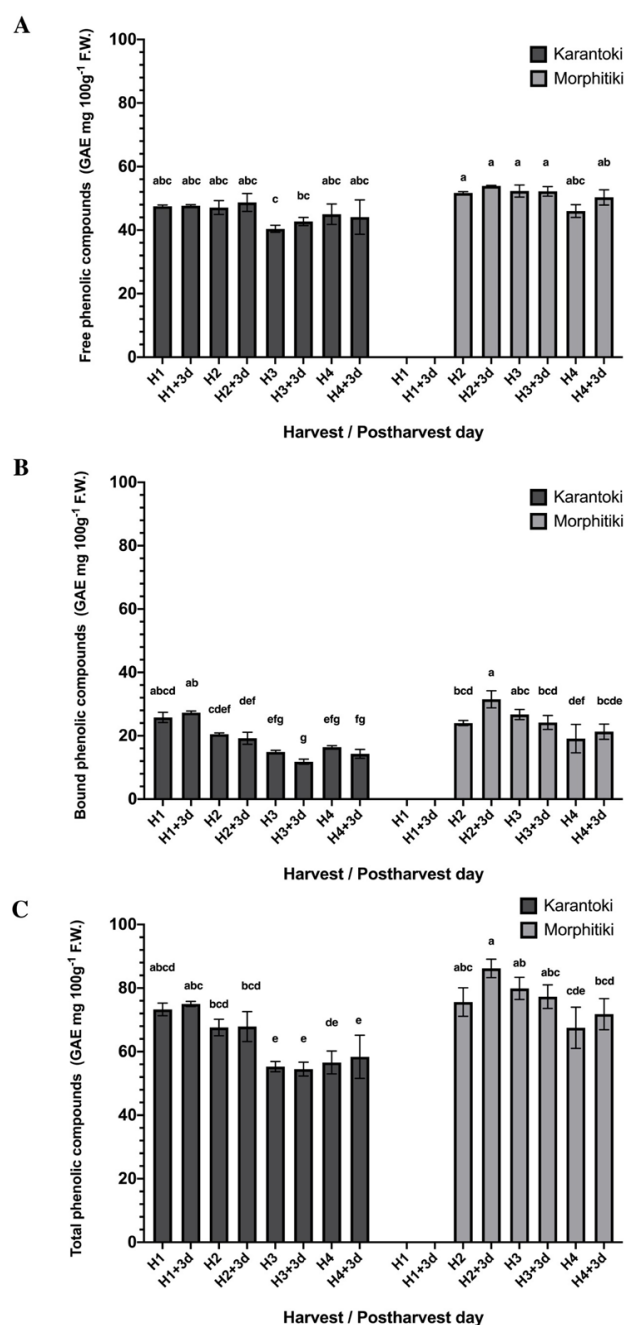 A
Free phenolic compounds (GAE mg 100g⁻¹ F.W.)
100
80
60
40
20
0
Karantoki
Morphitiki
abc abc abc abc c bc abc abc a a a a abc ab
H1 H1+3d H2 H2+3d H3 H3+3d H4 H4+3d H1 H1+3d H2 H2+3d H3 H3+3d H4 H4+3d
Harvest / Postharvest day
B
Bound phenolic compounds (GAE mg 100g⁻¹ F.W.)
100
80
60
40
20
0
Karantoki
Morphitiki
abcd ab cdef def efg g efg fg bcd a abc bcd def bcde
H1 H1+3d H2 H2+3d H3 H3+3d H4 H4+3d H1 H1+3d H2 H2+3d H3 H3+3d H4 H4+3d
Harvest / Postharvest day
C
Total phenolic compounds (GAE mg 100g⁻¹ F.W.)
100
80
60
40
20
0
Karantoki
Morphitiki
abcd abc bcd bcd e e de e abc a ab abc cde bcd
H1 H1+3d H2 H2+3d H3 H3+3d H4 H4+3d H1 H1+3d H2 H2+3d H3 H3+3d H4 H4+3d
Harvest / Postharvest day